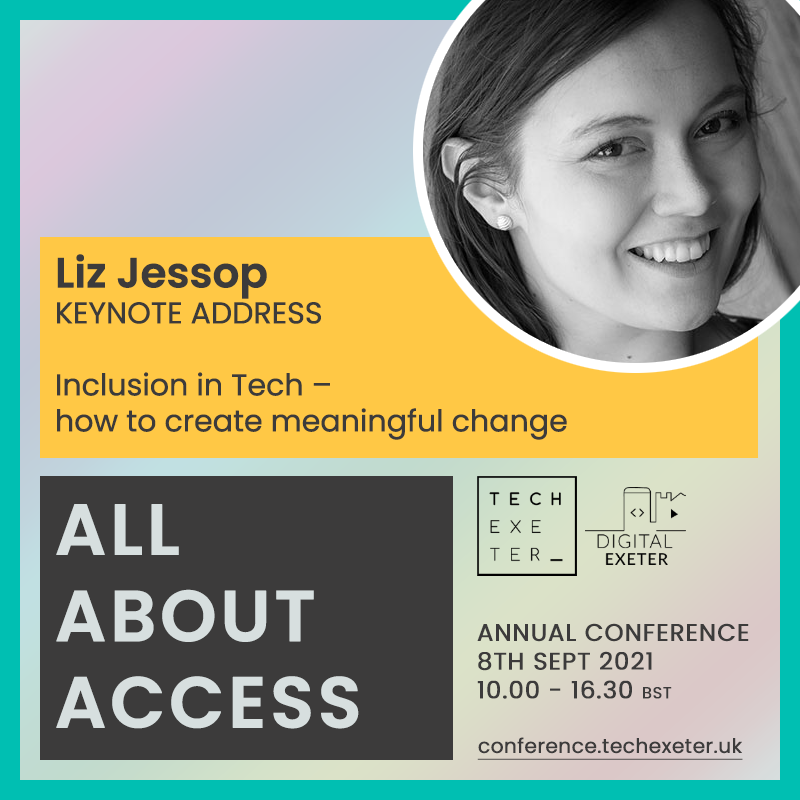 Liz Jessop
KEYNOTE ADDRESS
Inclusion in Tech –
how to create meaningful change
ALL
ABOUT
ACCESS
TECH
EXE
TER_
DIGITAL
EXETER
ANNUAL CONFERENCE
8TH SEPT 2021
10.00 - 16.30 BST
conference.techexeter.uk